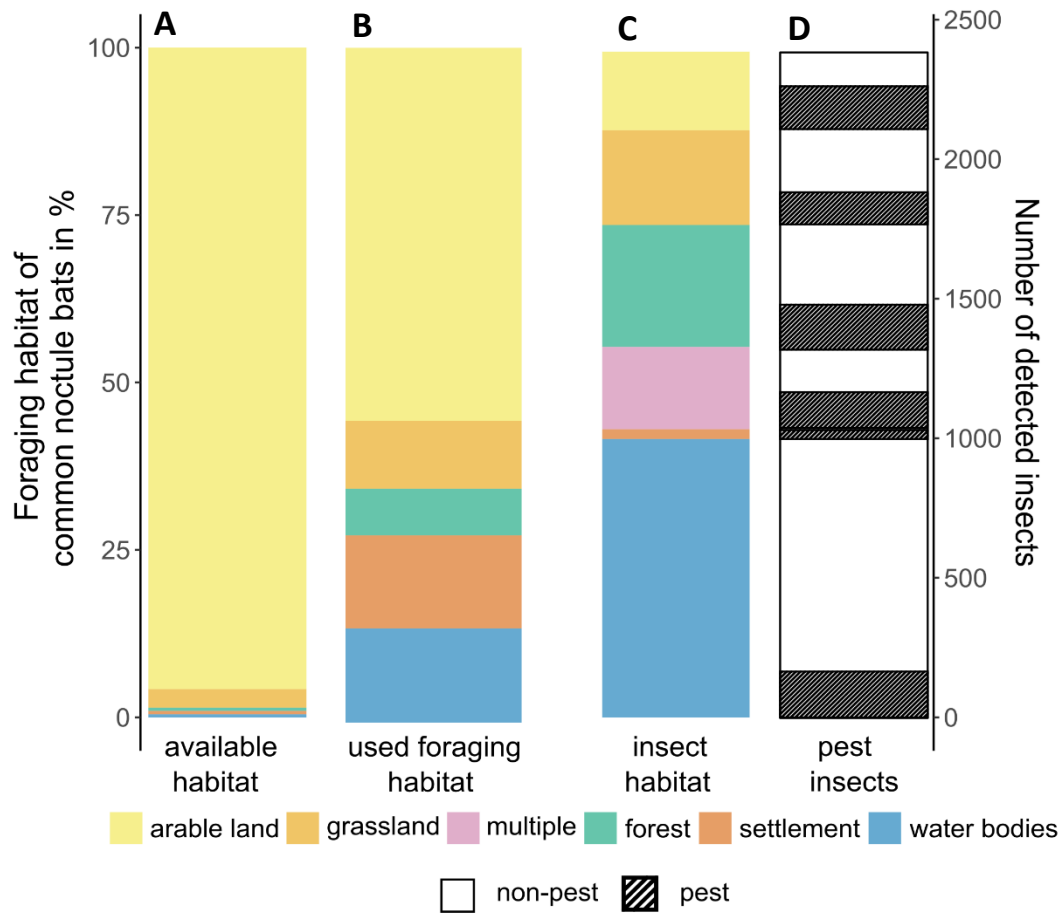 A
B
C
D
Foraging habitat of
common noctule bats in %
100
75
50
25
0
2500
2000
1500
1000
500
0
Number of detected insects
available
habitat
used foraging
habitat
insect
habitat
pest
insects
arable land
grassland
multiple
forest
settlement
water bodies
non-pest
pest